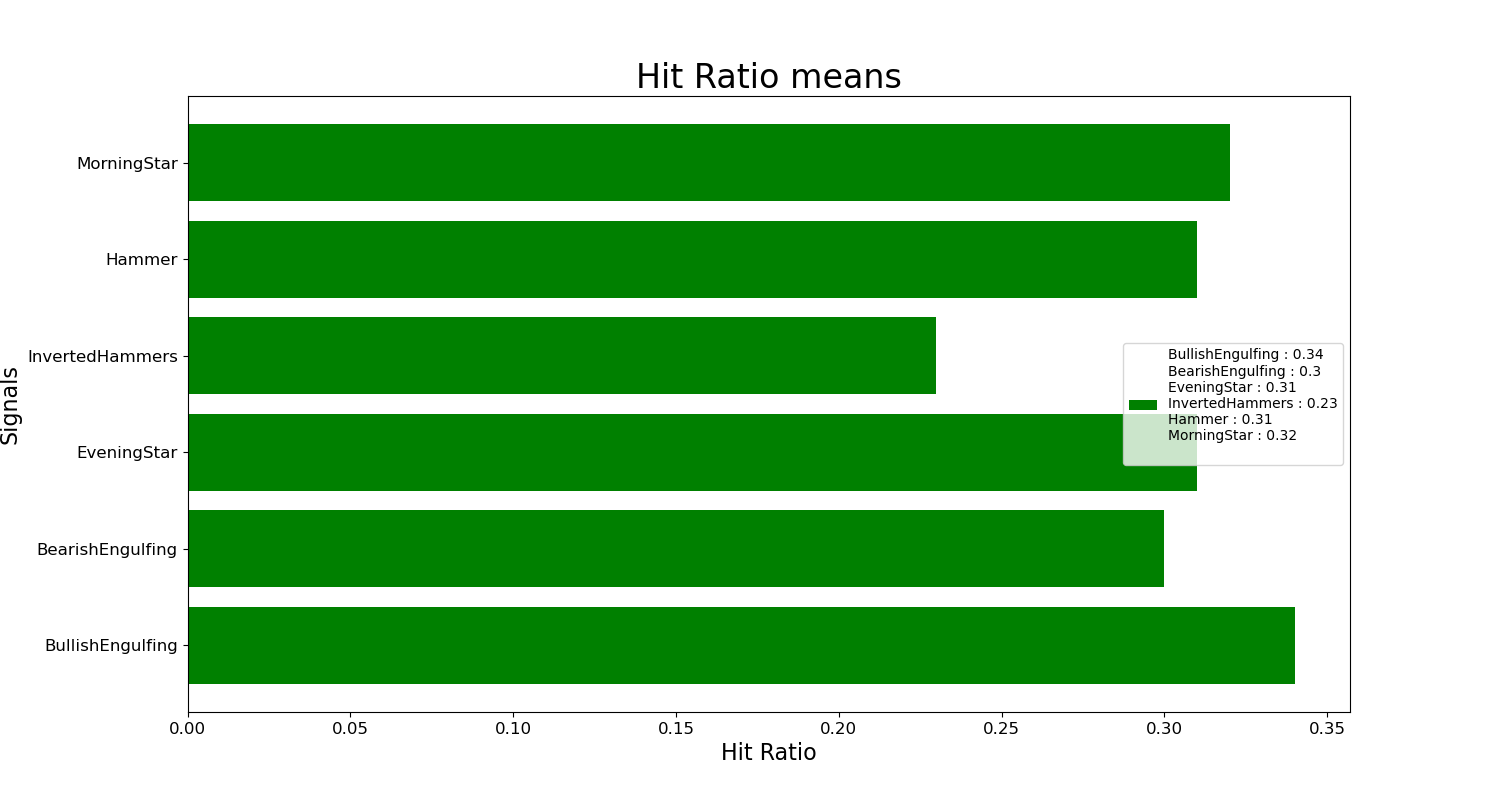 Hit Ratio means
MorningStar
Hammer
InvertedHammers
EveningStar
BearishEngulfing
BullishEngulfing
Signals
BullishEngulfing : 0.34
BearishEngulfing : 0.3
EveningStar : 0.31
InvertedHammers : 0.23
Hammer : 0.31
MorningStar : 0.32
0.00 0.05 0.10 0.15 0.20 0.25 0.30 0.35
Hit Ratio